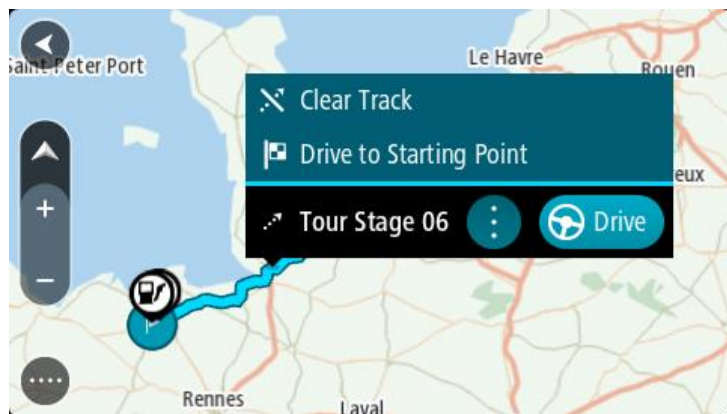 Saint Peter Port
Le Havre
Rouen
Clear Track
Drive to Starting Point
eux
Tour Stage 06
Drive
Rennes
Laval